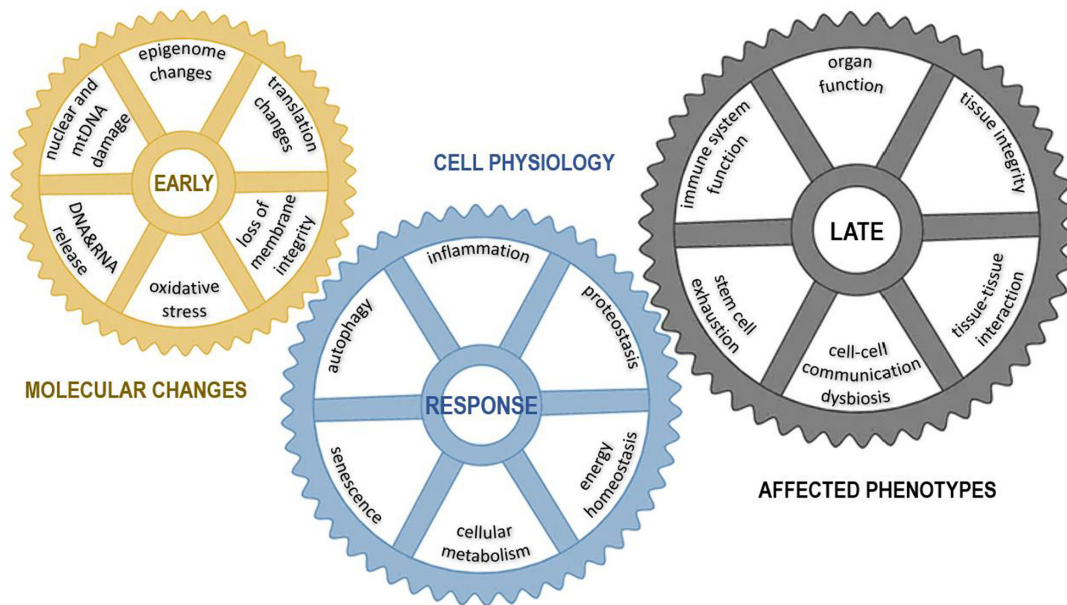 epigenome
changes
translation
changes
loss of
membrane
integrity
oxidative
stress
DNA&RNA
release
nuclear and
mtDNA
damage
EARLY
MOLECULAR CHANGES
CELL PHYSIOLOGY
inflammation
proteostasis
energy
homeostasis
cellular
metabolism
senescence
autophagy
RESPONSE
organ
function
tissue integrity
tissue-tissue
interaction
cell-cell
communication
dysbiosis
stem cell
exhaustion
immune system
function
LATE
AFFECTED PHENOTYPES